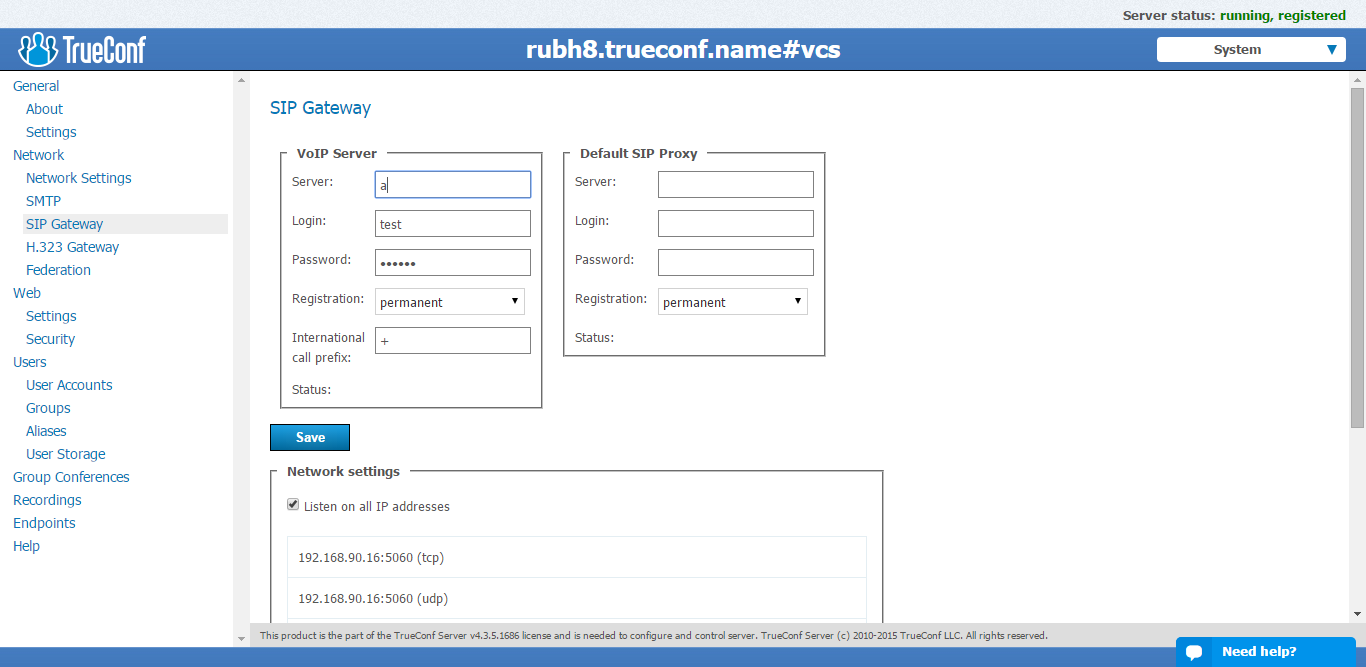 Server status: running, registered
TrueConf
rubh8.trueconf.name#vcs
System
General
About
Settings
Network
Network Settings
SMTP
SIP Gateway
H.323 Gateway
Federation
Web
Settings
Security
Users
User Accounts
Groups
Aliases
User Storage
Group Conferences
Recordings
Endpoints
Help
SIP Gateway
VoIP Server
Server:
a
Login:
test
Password:
••••••
Registration:
permanent
International
call prefix:
+
Status:
Default SIP Proxy
Server:
Login:
Password:
Registration:
permanent
Status:
Save
Network settings
Listen on all IP addresses
192.168.90.16:5060 (tcp)
192.168.90.16:5060 (udp)
This product is the part of the TrueConf Server v4.3.5.1686 license and is needed to configure and control server. TrueConf Server (c) 2010-2015 TrueConf LLC. All rights reserved.
Need help?